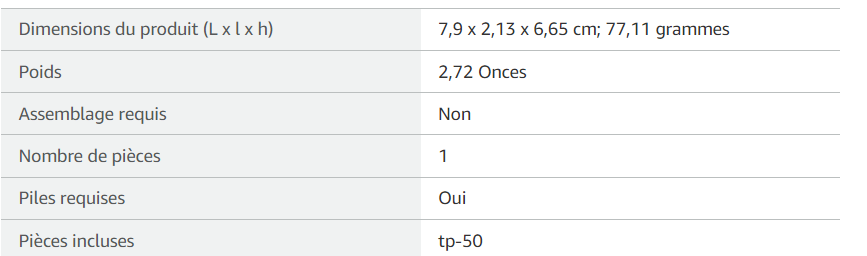 Dimensions du produit (L x l x h) 7,9 x 2,13 x 6,65 cm; 77,11 grammes
Poids 2,72 Onces
Assemblage requis Non
Nombre de pièces 1
Piles requises Oui
Pièces incluses tp-50